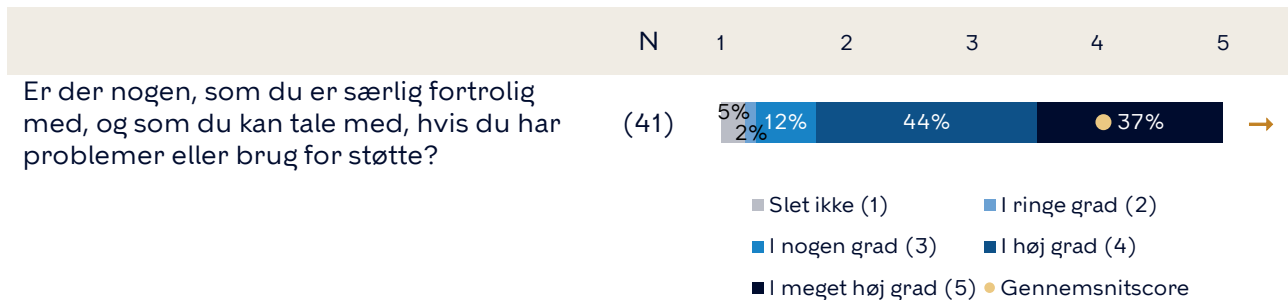 N 1 2 3 4 5
Er der nogen, som du er særlig fortrolig
med, og som du kan tale med, hvis du har
problemer eller brug for støtte?
(41)
5% 2% 12% 44% 37% →
Slet ikke (1) I ringe grad (2)
I nogen grad (3) I høj grad (4)
I meget høj grad (5) Gennemsnitscore